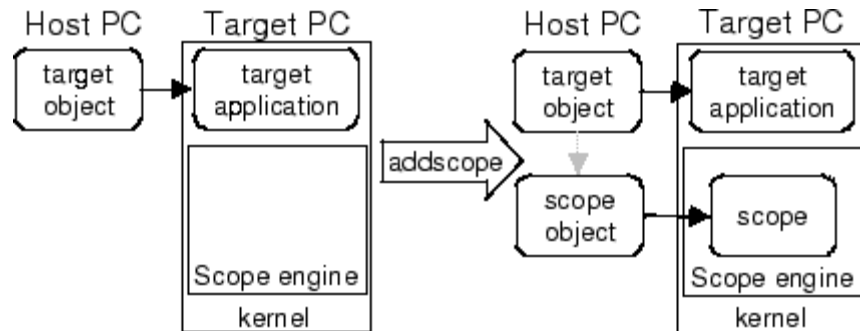 Host PC
Target PC
target
object
target
application
Scope engine
kernel
addscope
Host PC
Target PC
target
object
target
application
scope
object
scope
Scope engine
kernel